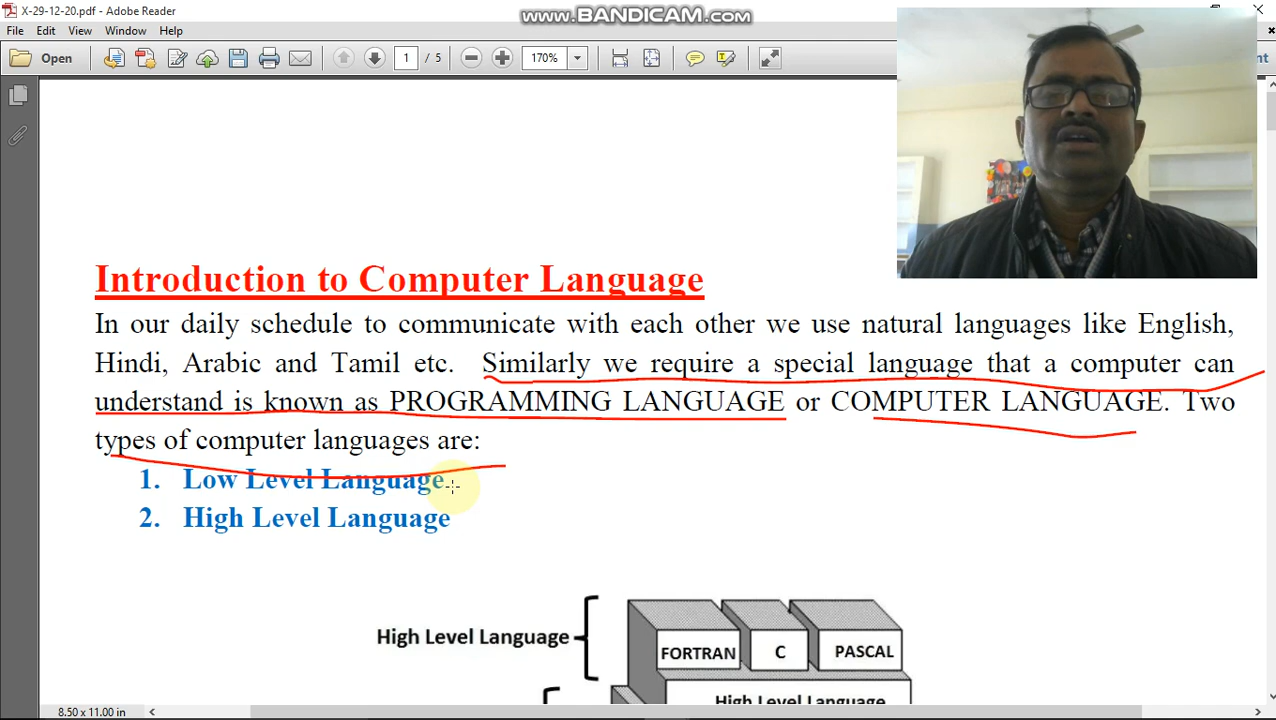 X-29-12-20.pdf - Adobe Reader
www.BANDICAM.com
File Edit View Window Help
Open 1 / 5 170%
Introduction to Computer Language
In our daily schedule to communicate with each other we use natural languages like English,
Hindi, Arabic and Tamil etc. Similarly we require a special language that a computer can
understand is known as PROGRAMMING LANGUAGE or COMPUTER LANGUAGE. Two
types of computer languages are:
1. Low Level Language
2. High Level Language
High Level Language
FORTRAN C PASCAL
High Level Language
8.50 x 11.00 in